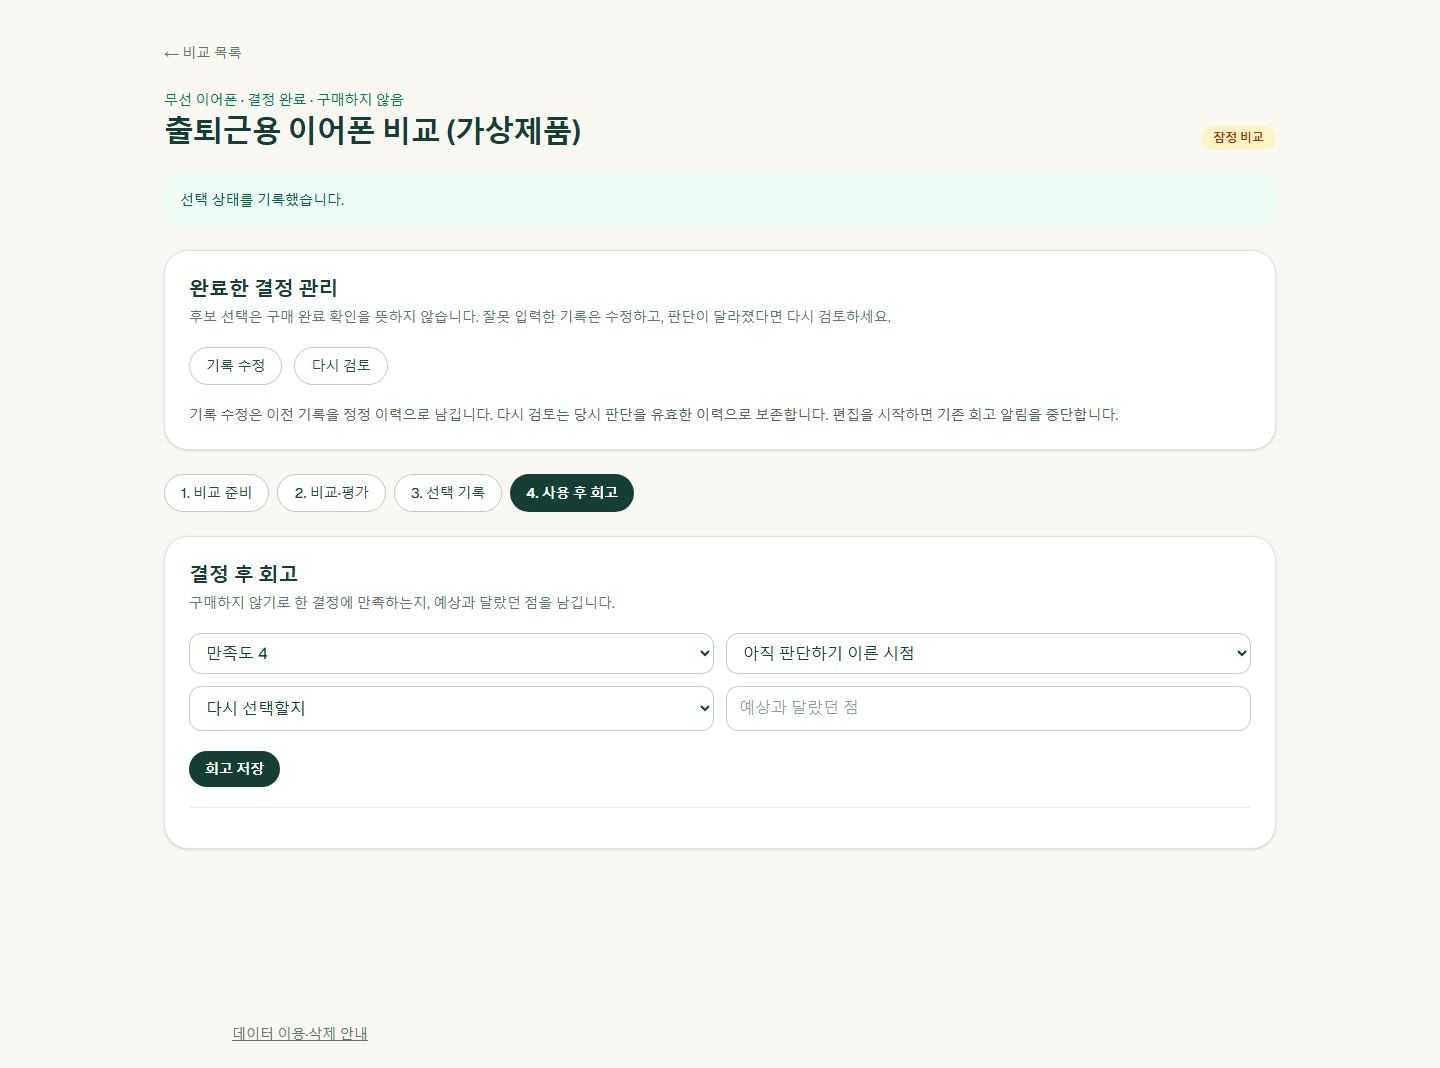 ← 비교 목록
무선 이어폰 · 결정 완료 · 구매하지 않음
출퇴근용 이어폰 비교 (가상제품)
잠정 비교
선택 상태를 기록했습니다.
완료한 결정 관리
후보 선택은 구매 완료 확인을 뜻하지 않습니다. 잘못 입력한 기록은 수정하고, 판단이 달라졌다면 다시 검토하세요.
기록 수정
다시 검토
기록 수정은 이전 기록을 정정 이력으로 남깁니다. 다시 검토는 당시 판단을 유효한 이력으로 보존합니다. 편집을 시작하면 기존 회고 알림을 중단합니다.
1. 비교 준비
2. 비교·평가
3. 선택 기록
4. 사용 후 회고
결정 후 회고
구매하지 않기로 한 결정에 만족하는지, 예상과 달랐던 점을 남깁니다.
만족도 4
아직 판단하기 이른 시점
다시 선택할지
예상과 달랐던 점
회고 저장
데이터 이용·삭제 안내